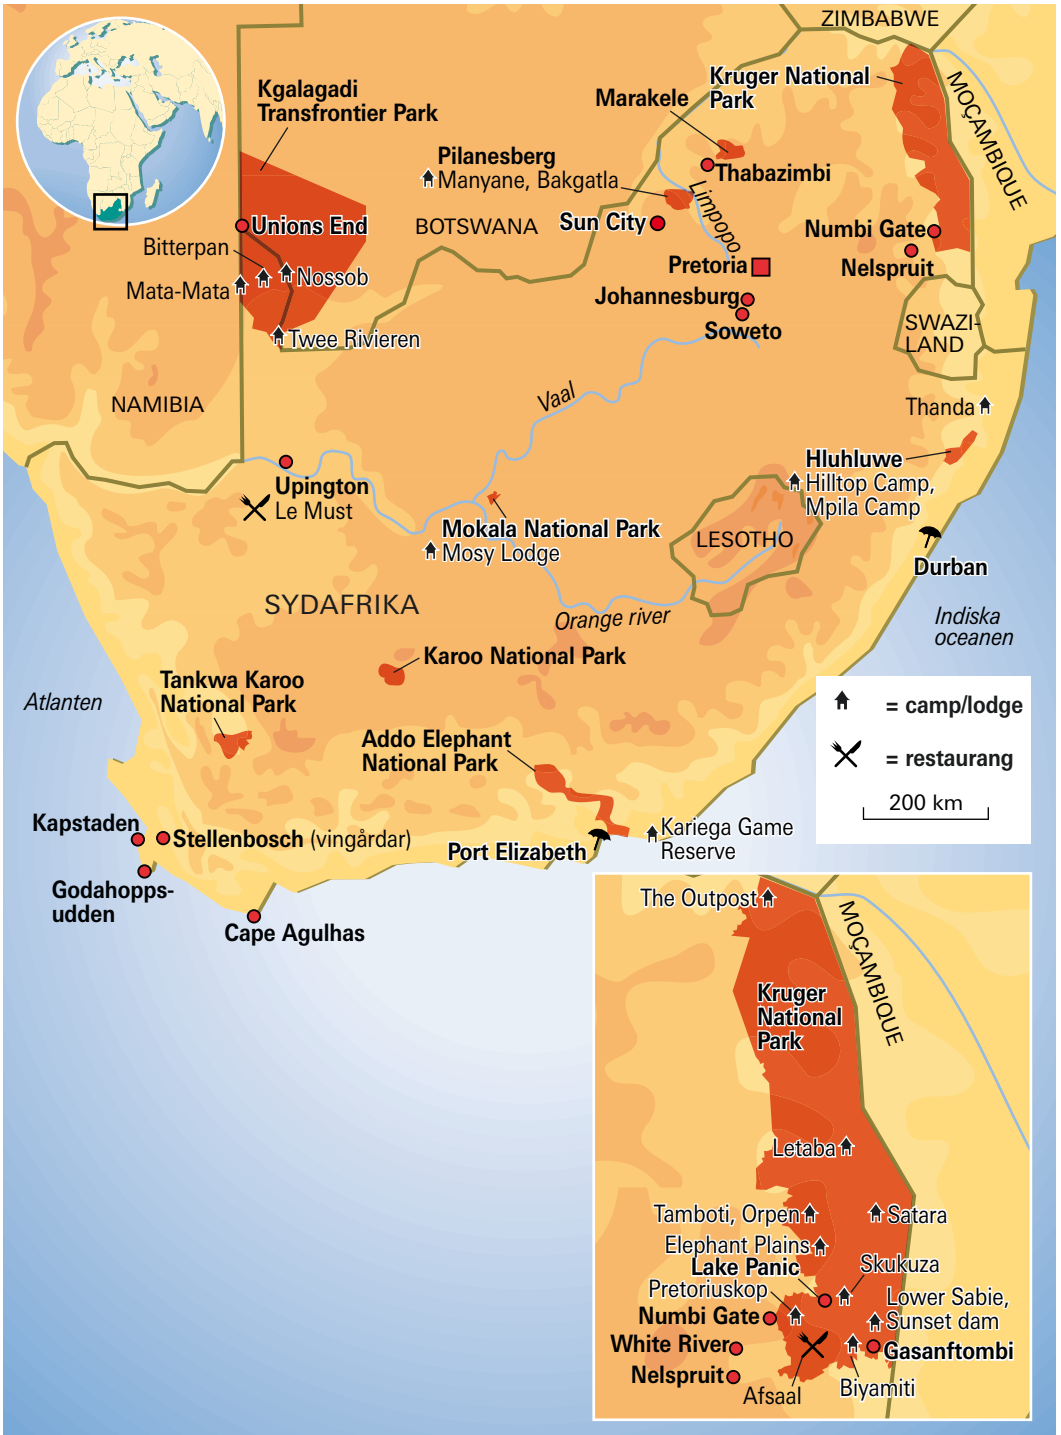 ZIMBABWE
Kruger National
Park
Marakele
MOÇAMBIQUE
Kgalagadi
Transfrontier Park
Pilanesberg
Manyane, Bakgatla
Thabazimbi
Limpopo
Unions End
BOTSWANA
Sun City
Numbi Gate
Bitterpan
Nossob
Mata-Mata
Pretoria
Nelspruit
Johannesburg
Soweto
SWAZI-
LAND
Twee Rivieren
NAMIBIA
Vaal
Thanda
Hluhluwe
Hilltop Camp,
Mpila Camp
Upington
Le Must
Mokala National Park
Mosy Lodge
LESOTHO
Durban
SYDAFRIKA
Orange river
Indiska
oceanen
Karoo National Park
Tankwa Karoo
National Park
Atlanten
= camp/lodge
= restaurang
200 km
Addo Elephant
National Park
Kapstaden
Stellenbosch (vingårdar)
Port Elizabeth
Kariega Game
Reserve
Godahopps-
udden
Cape Agulhas
The Outpost
MOÇAMBIQUE
Kruger
National
Park
Letaba
Tamboti, Orpen
Satara
Elephant Plains
Lake Panic
Skukuza
Pretoriuskop
Lower Sabie,
Sunset dam
Numbi Gate
White River
Gasanftombi
Nelspruit
Afsaal
Biyamiti